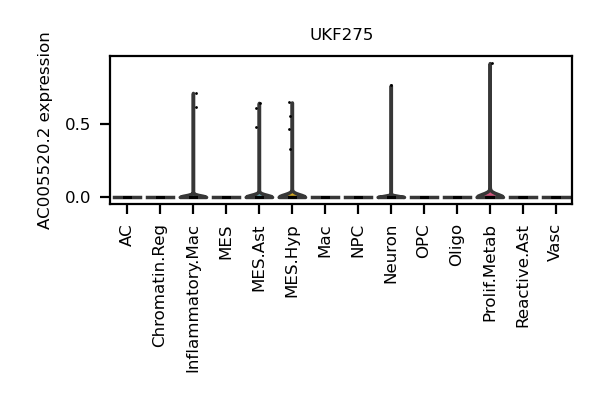 UKF275
AC005520.2 expression
0.5
0.0
AC
Chromatin.Reg
Inflammatory.Mac
MES
MES.Ast
MES.Hyp
Mac
NPC
Neuron
OPC
Oligo
Prolif.Metab
Reactive.Ast
Vasc